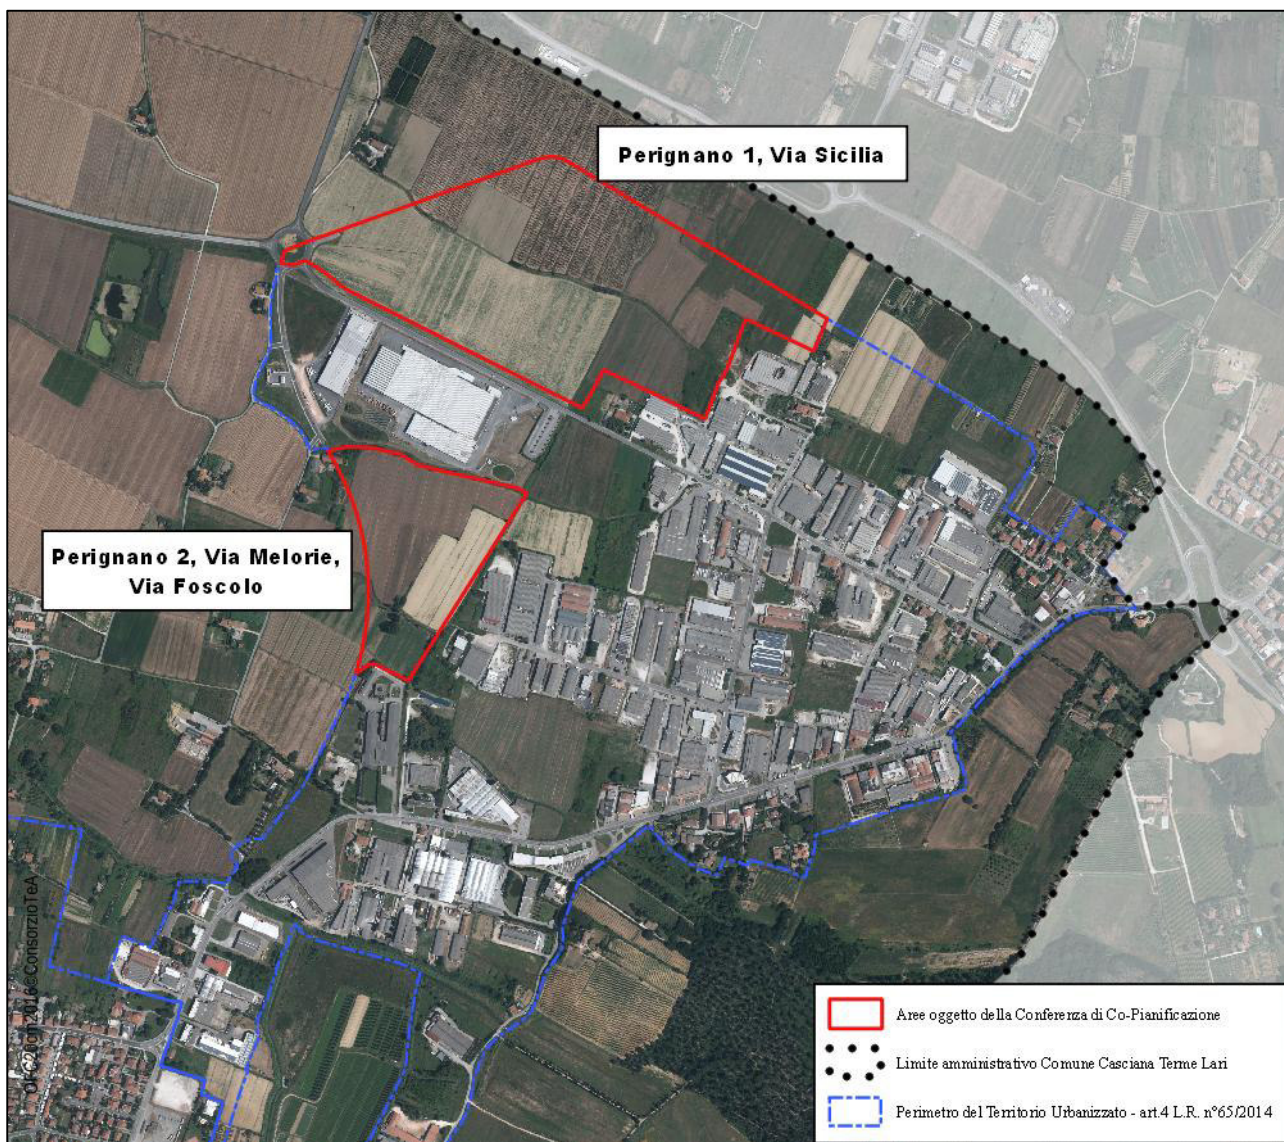 Perignano 1, Via Sicilia
Perignano 2, Via Melorie,
Via Foscolo
Aree oggetto della Conferenza di Co-Pianificazione
Limite amministrativo Comune Casciana Terme Lari
Perimetro del Territorio Urbanizzato - art.4 L.R. n°65/2014